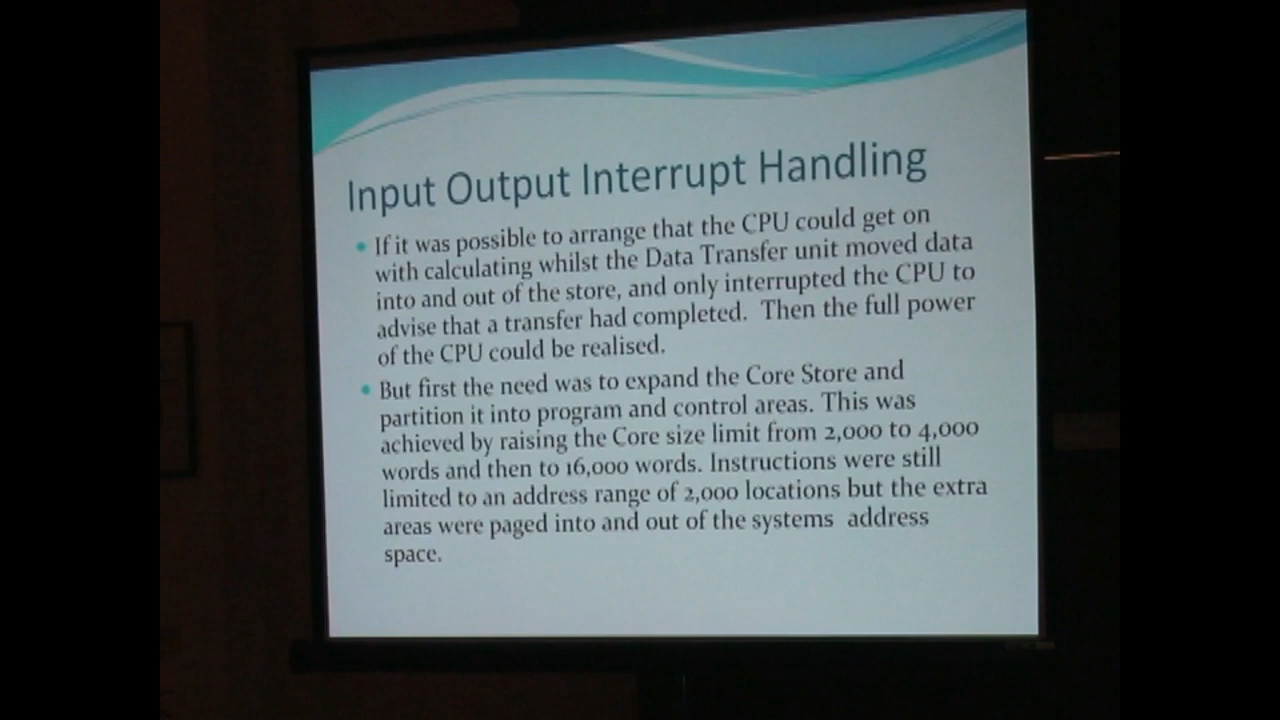 Input Output Interrupt Handling
• If it was possible to arrange that the CPU could get on
with calculating whilst the Data Transfer unit moved data
into and out of the store, and only interrupted the CPU to
advise that a transfer had completed. Then the full power
of the CPU could be realised.
• But first the need was to expand the Core Store and
partition it into program and control areas. This was
achieved by raising the Core size limit from 2,000 to 4,000
words and then to 16,000 words. Instructions were still
limited to an address range of 2,000 locations but the extra
areas were paged into and out of the systems address
space.